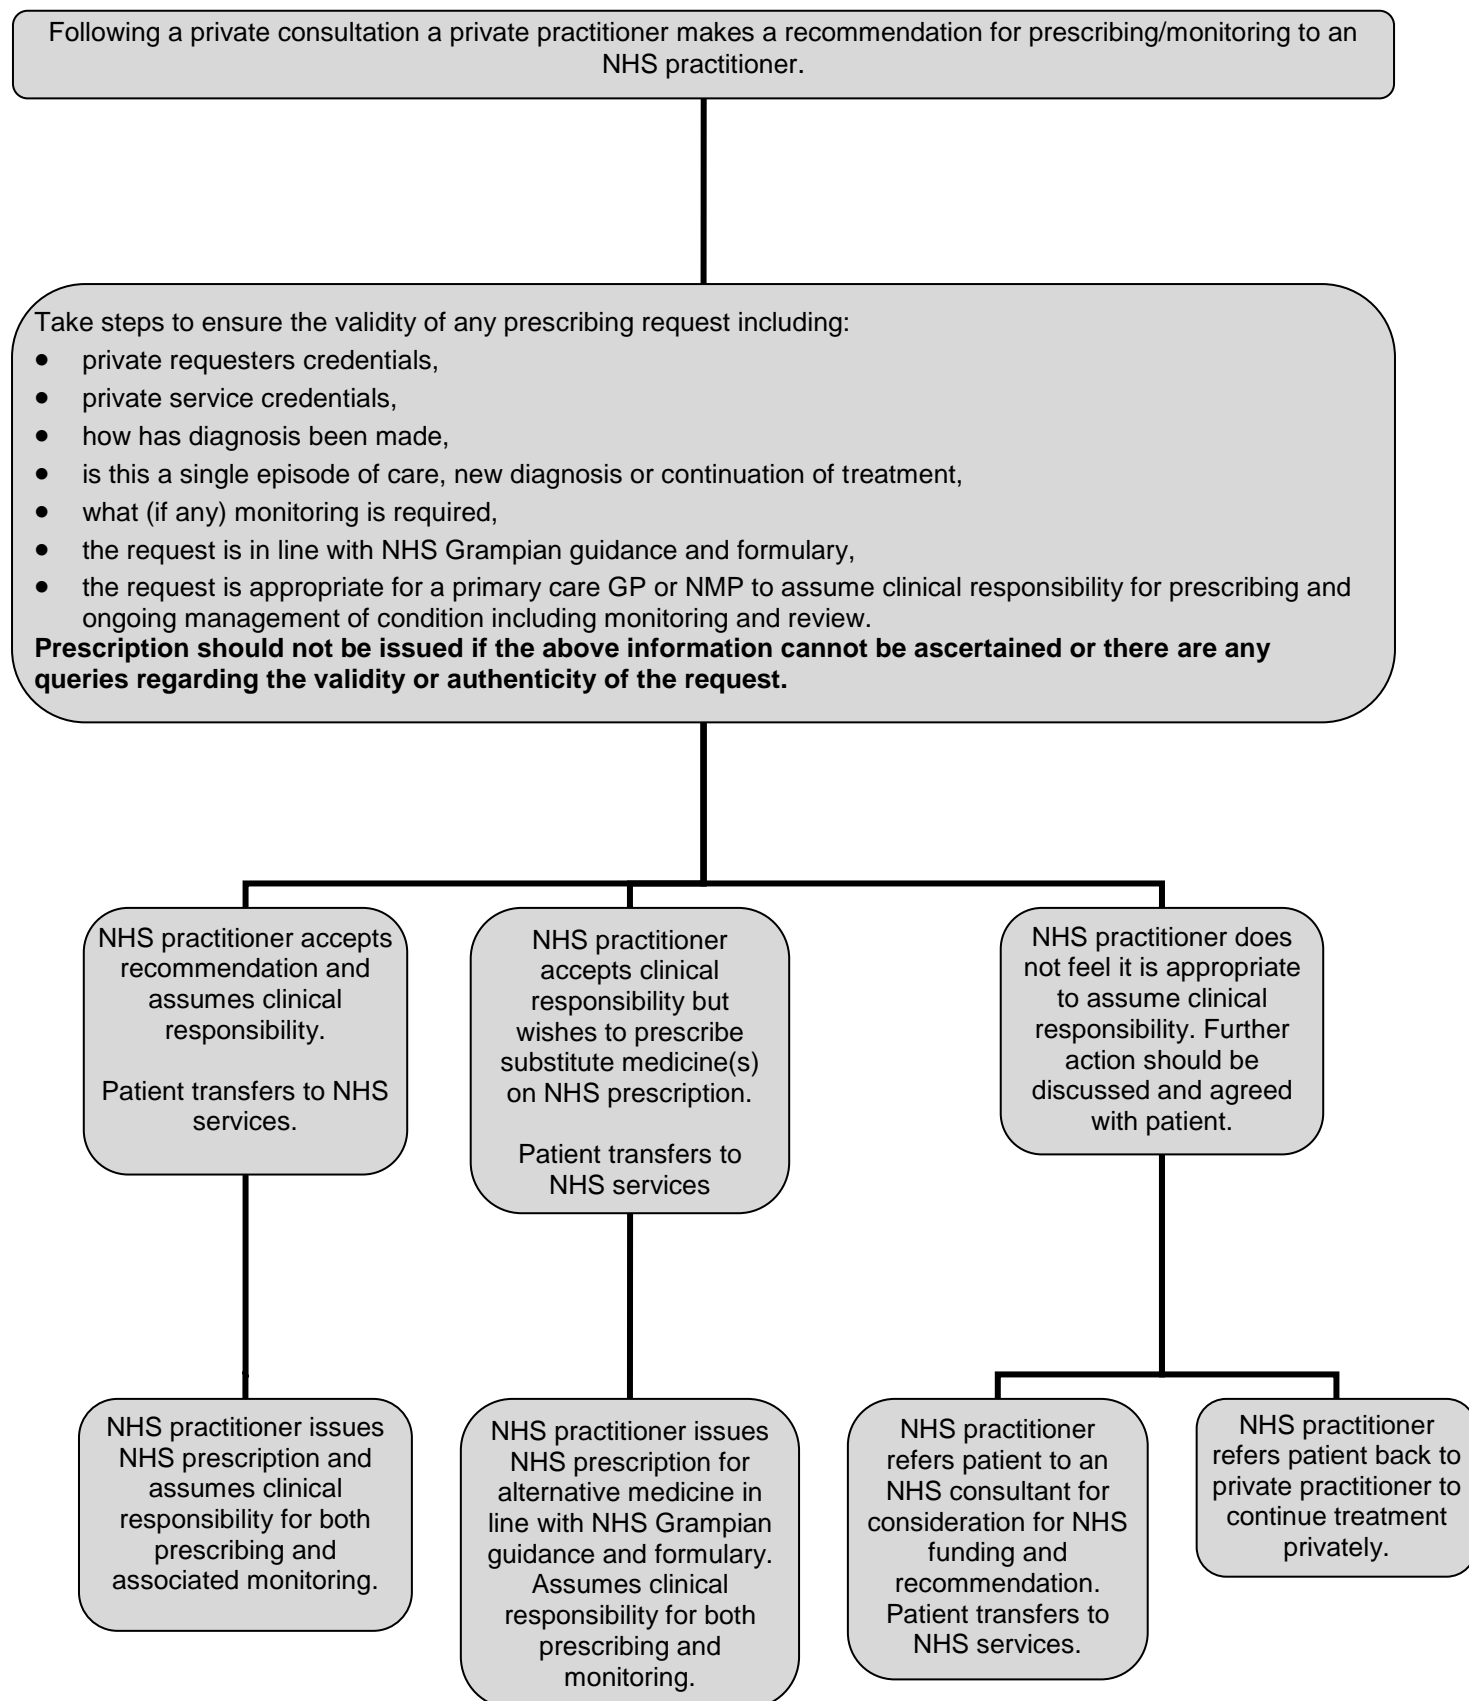 Following a private consultation a private practitioner makes a recommendation for prescribing/monitoring to an
NHS practitioner.
Take steps to ensure the validity of any prescribing request including:
• private requesters credentials,
• private service credentials,
• how has diagnosis been made,
• is this a single episode of care, new diagnosis or continuation of treatment,
• what (if any) monitoring is required,
• the request is in line with NHS Grampian guidance and formulary,
• the request is appropriate for a primary care GP or NMP to assume clinical responsibility for prescribing and
ongoing management of condition including monitoring and review.
Prescription should not be issued if the above information cannot be ascertained or there are any
queries regarding the validity or authenticity of the request.
NHS practitioner accepts
recommendation and
assumes clinical
responsibility.
Patient transfers to NHS
services.
NHS practitioner
accepts clinical
responsibility but
wishes to prescribe
substitute medicine(s)
on NHS prescription.
Patient transfers to
NHS services
NHS practitioner does
not feel it is appropriate
to assume clinical
responsibility. Further
action should be
discussed and agreed
with patient.
NHS practitioner issues
NHS prescription and
assumes clinical
responsibility for both
prescribing and
associated monitoring.
NHS practitioner issues
NHS prescription for
alternative medicine in
line with NHS Grampian
guidance and formulary.
Assumes clinical
responsibility for both
prescribing and
monitoring.
NHS practitioner
refers patient to an
NHS consultant for
consideration for NHS
funding and
recommendation.
Patient transfers to
NHS services.
NHS practitioner
refers patient back to
private practitioner to
continue treatment
privately.